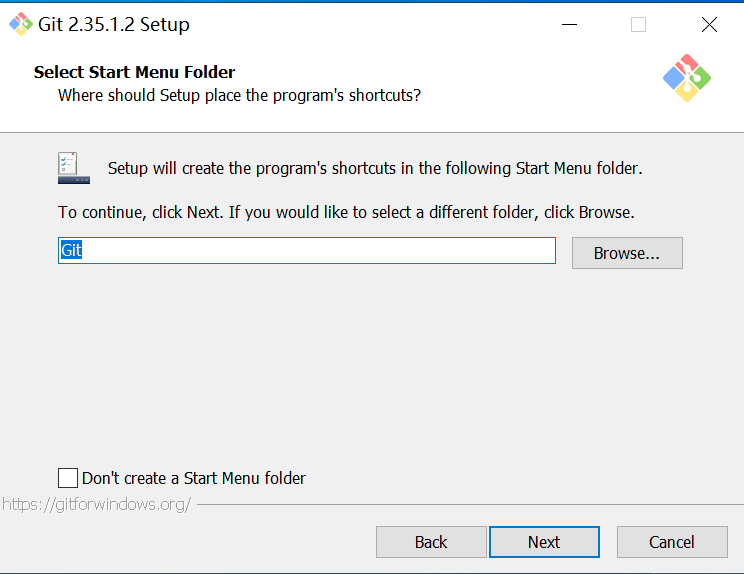 Git 2.35.1.2 Setup
Select Start Menu Folder
Where should Setup place the program's shortcuts?
Setup will create the program's shortcuts in the following Start Menu folder.
To continue, click Next. If you would like to select a different folder, click Browse.
Git
Browse...
Don't create a Start Menu folder
https://gitforwindows.org/
Back
Next
Cancel